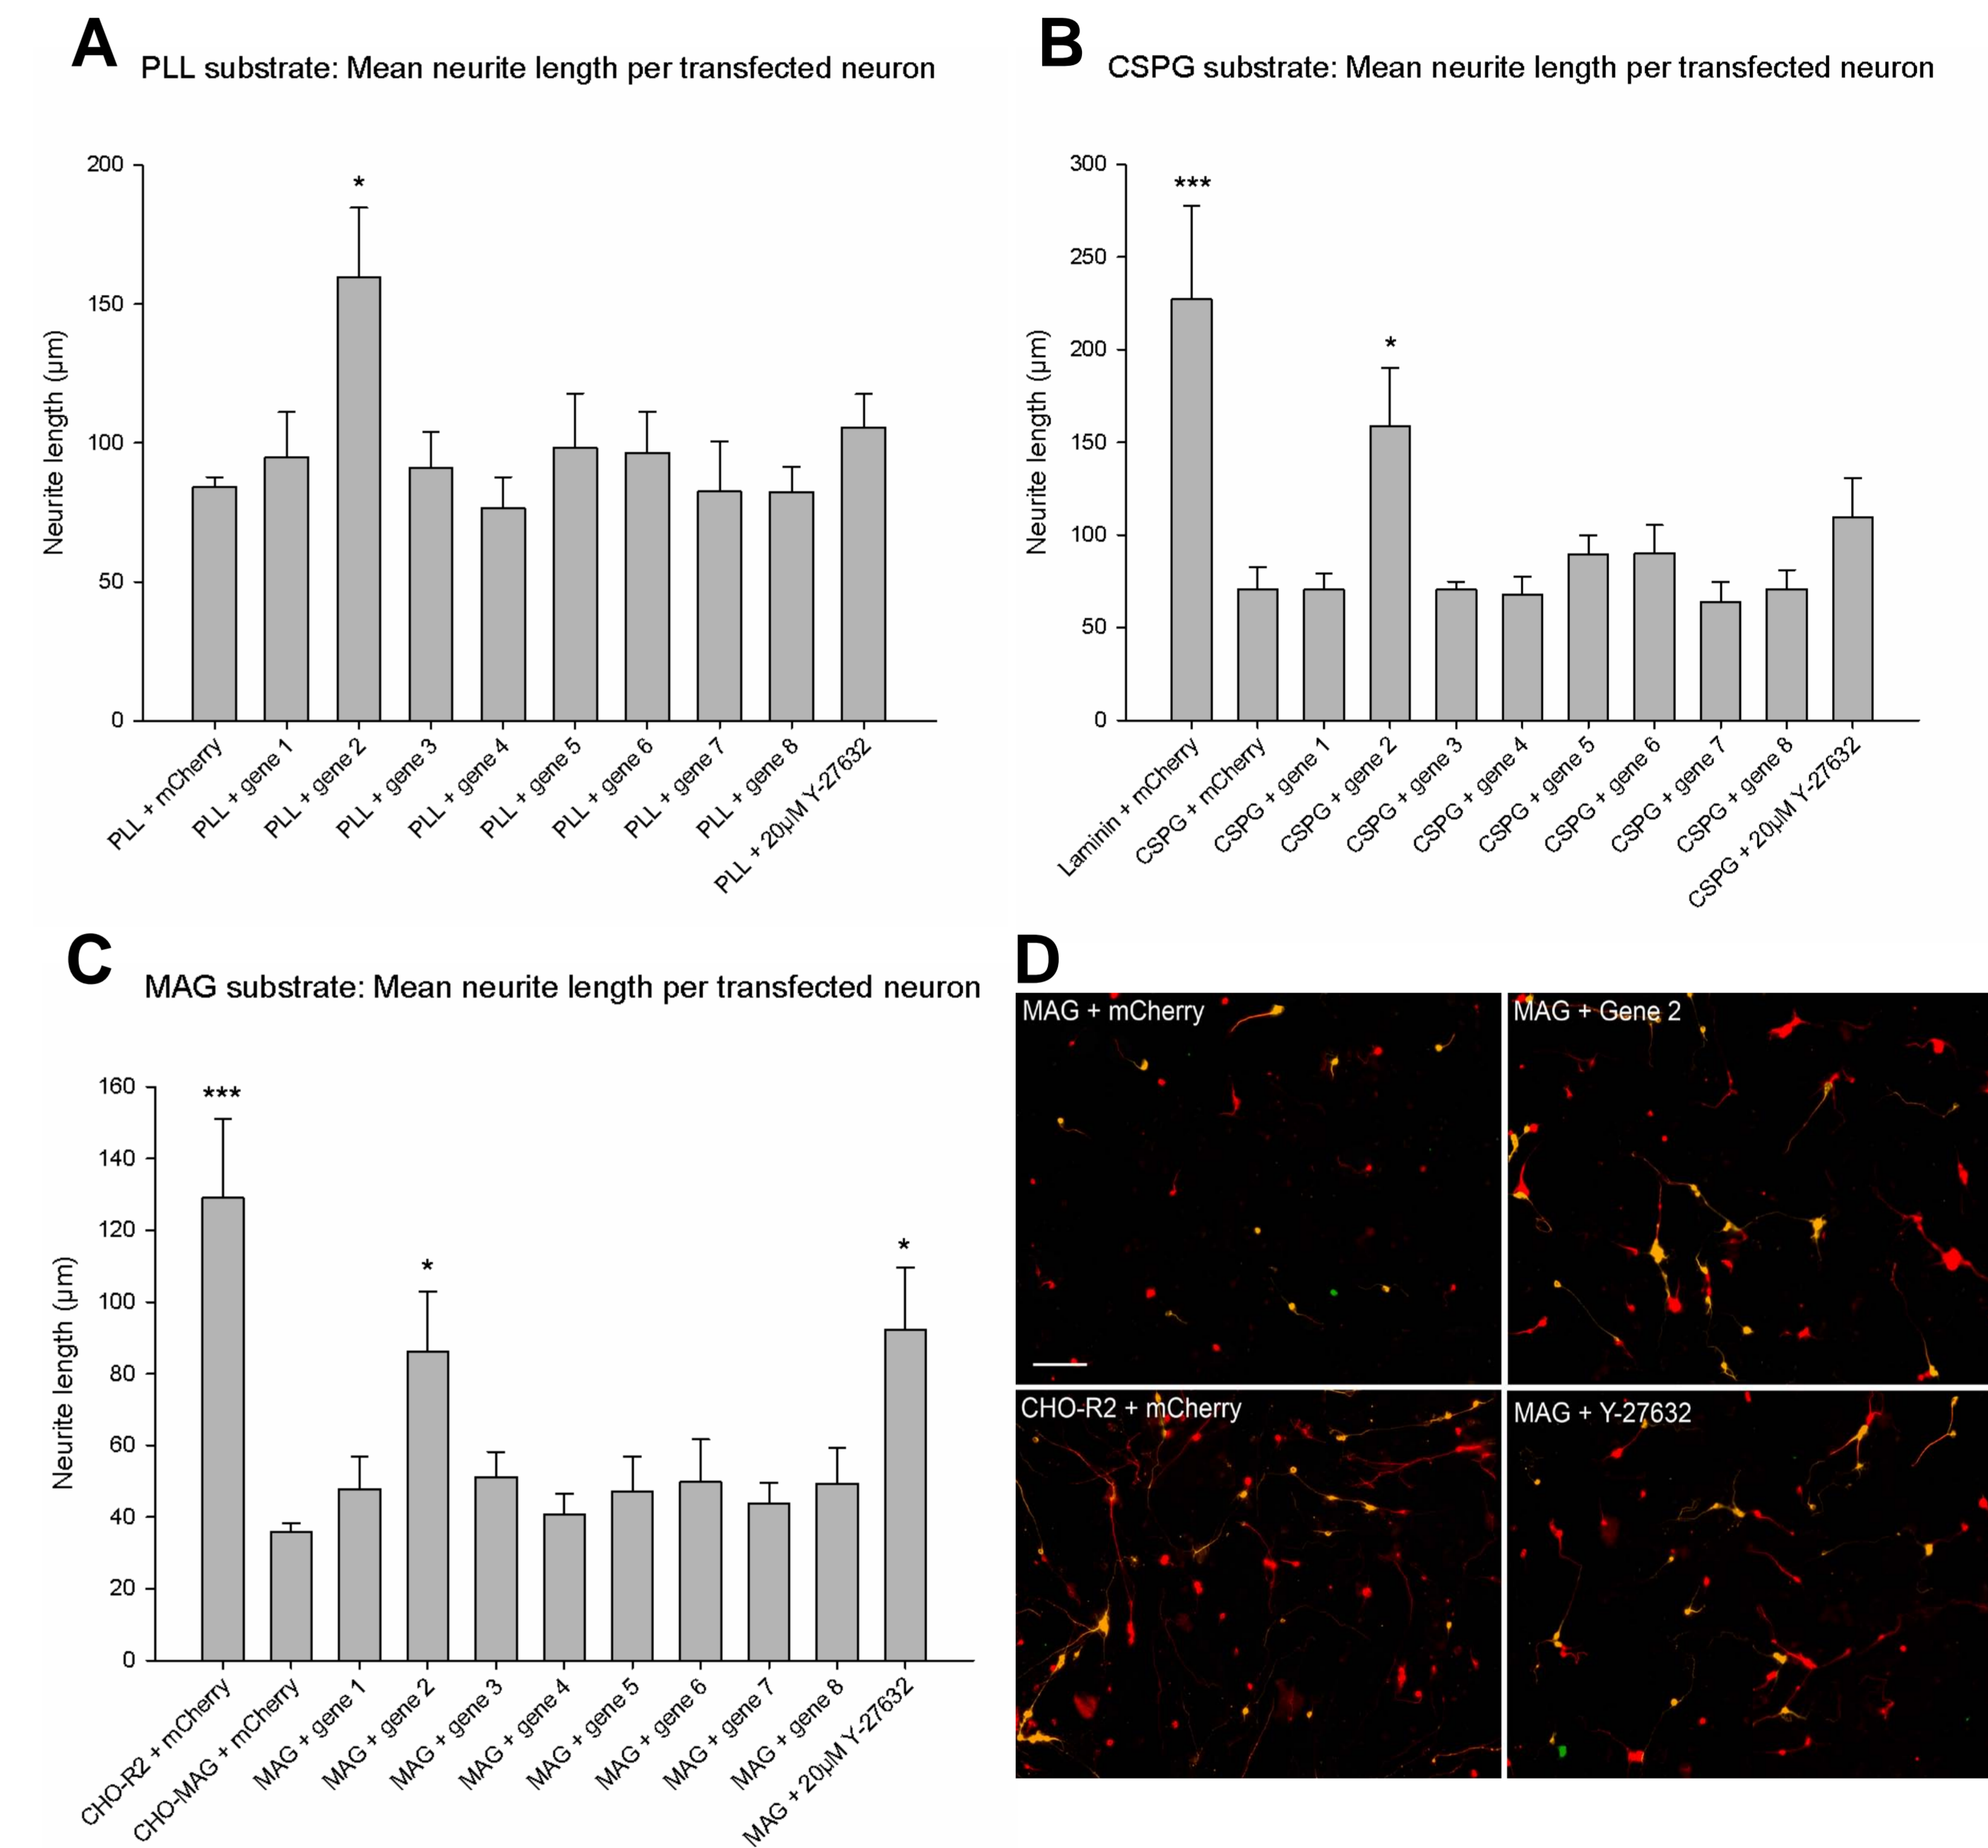 A
PLL substrate: Mean neurite length per transfected neuron
200
150
100
50
0
Neurite length (µm)
*
PLL + mCherry
PLL + gene 1
PLL + gene 2
PLL + gene 3
PLL + gene 4
PLL + gene 5
PLL + gene 6
PLL + gene 7
PLL + gene 8
PLL + 20µM Y-27632
B
CSPG substrate: Mean neurite length per transfected neuron
300
250
200
150
100
50
0
Neurite length (µm)
***
*
Laminin + mCherry
CSPG + mCherry
CSPG + gene 1
CSPG + gene 2
CSPG + gene 3
CSPG + gene 4
CSPG + gene 5
CSPG + gene 6
CSPG + gene 7
CSPG + gene 8
CSPG + 20µM Y-27632
C
MAG substrate: Mean neurite length per transfected neuron
160
140
120
100
80
60
40
20
0
Neurite length (µm)
***
*
*
CHO-R2 + mCherry
CHO-MAG + mCherry
MAG + gene 1
MAG + gene 2
MAG + gene 3
MAG + gene 4
MAG + gene 5
MAG + gene 6
MAG + gene 7
MAG + gene 8
MAG + 20µM Y-27632
D
MAG + mCherry
MAG + Gene 2
CHO-R2 + mCherry
MAG + Y-27632